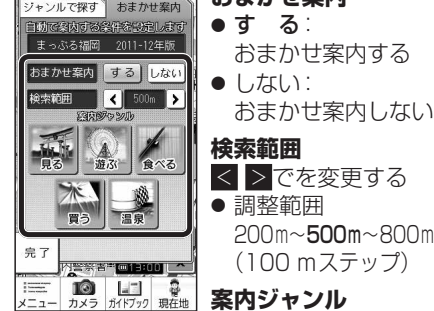 ジャンルで探す おまかせ案内
自動で案内する条件を設定します
まっぷる福岡 2011-12年版
おまかせ案内 する しない
検索範囲 < 500m >
案内ジャンル
見る 遊ぶ 食べる
買う 温泉
完了
13:00
メニュー カメラ ガイドブック 現在地
おまかせ案内
● す る:
おまかせ案内する
● しない:
おまかせ案内しない
検索範囲
< >でを変更する
● 調整範囲
200m~500m~800m
(100 mステップ)
案内ジャンル